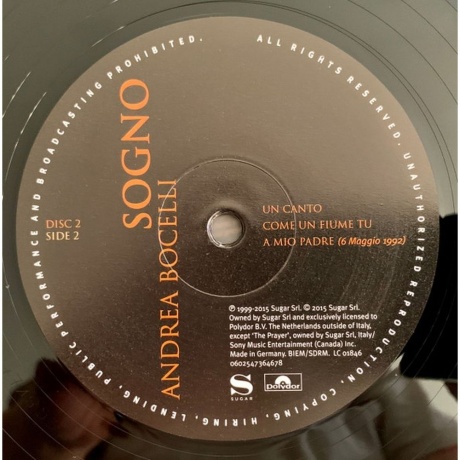 ALL RIGHTS RESERVED. UNAUTHORIZED REPRODUCTION, COPYING, HIRING, LENDING, PUBLIC PERFORMANCE AND BROADCASTING PROHIBITED.
SOGNO
ANDREA BOCELLI
DISC 2
SIDE 2
UN CANTO
COME UN FIUME TU
A MIO PADRE (6 Maggio 1992)
℗ 1999-2015 Sugar Srl. © 2015 Sugar Srl.
Owned by Sugar Srl and exclusively licensed to
Polydor B.V. The Netherlands outside of Italy,
except 'The Prayer', owned by Sugar Srl, Italy/
Sony Music Entertainment (Canada) Inc.
Made in Germany. BIEM/SDRM. LC 01846
0602547364678
S
SUGAR
Polydor